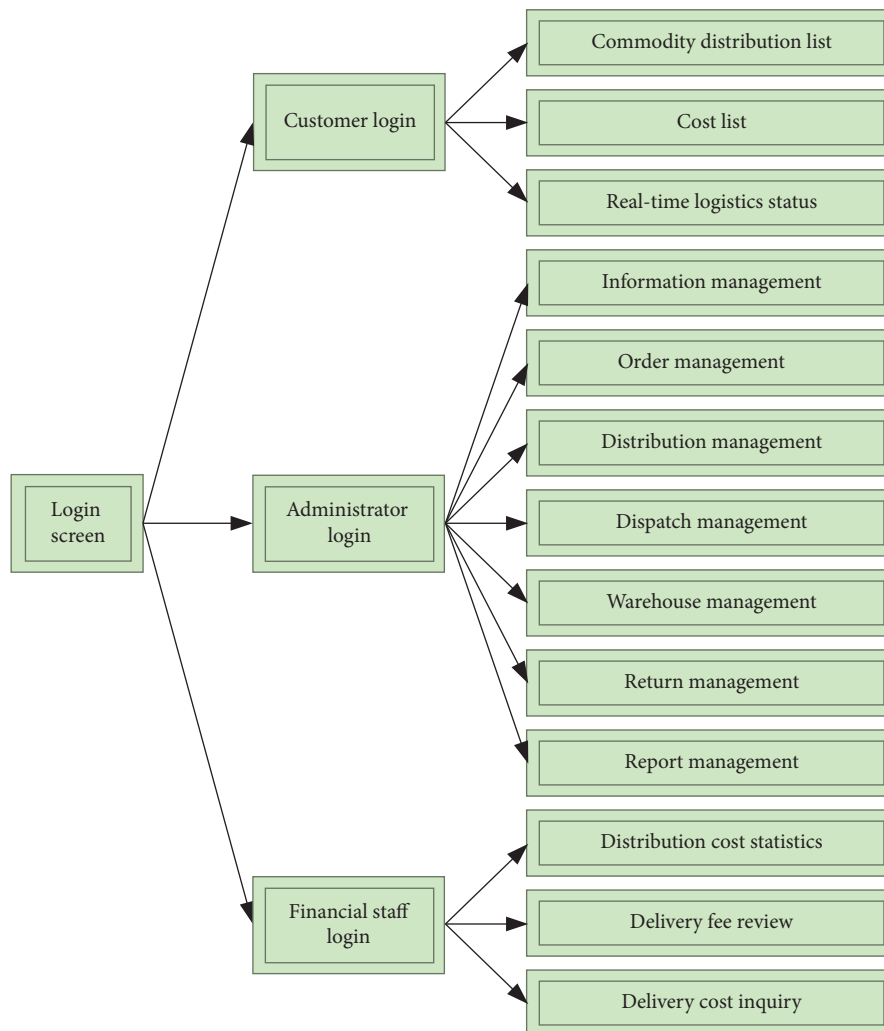 Login
screen
Customer login
Administrator
login
Financial staff
login
Commodity distribution list
Cost list
Real-time logistics status
Information management
Order management
Distribution management
Dispatch management
Warehouse management
Return management
Report management
Distribution cost statistics
Delivery fee review
Delivery cost inquiry